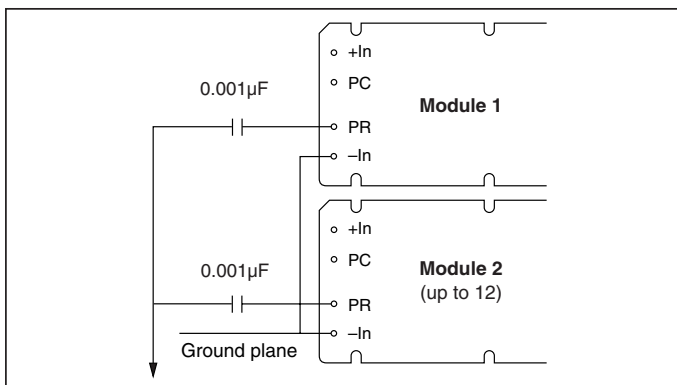 +In
0.001µF
PC
Module 1
PR
–In
+In
0.001µF
PC
Module 2
(up to 12)
PR
–In
Ground plane